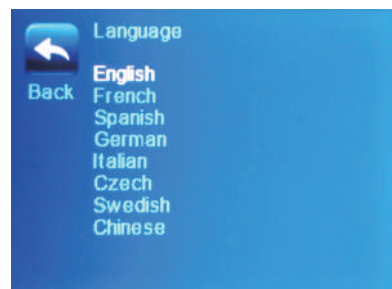 Language
English
Back
French
Spanish
German
Italian
Czech
Swedish
Chinese